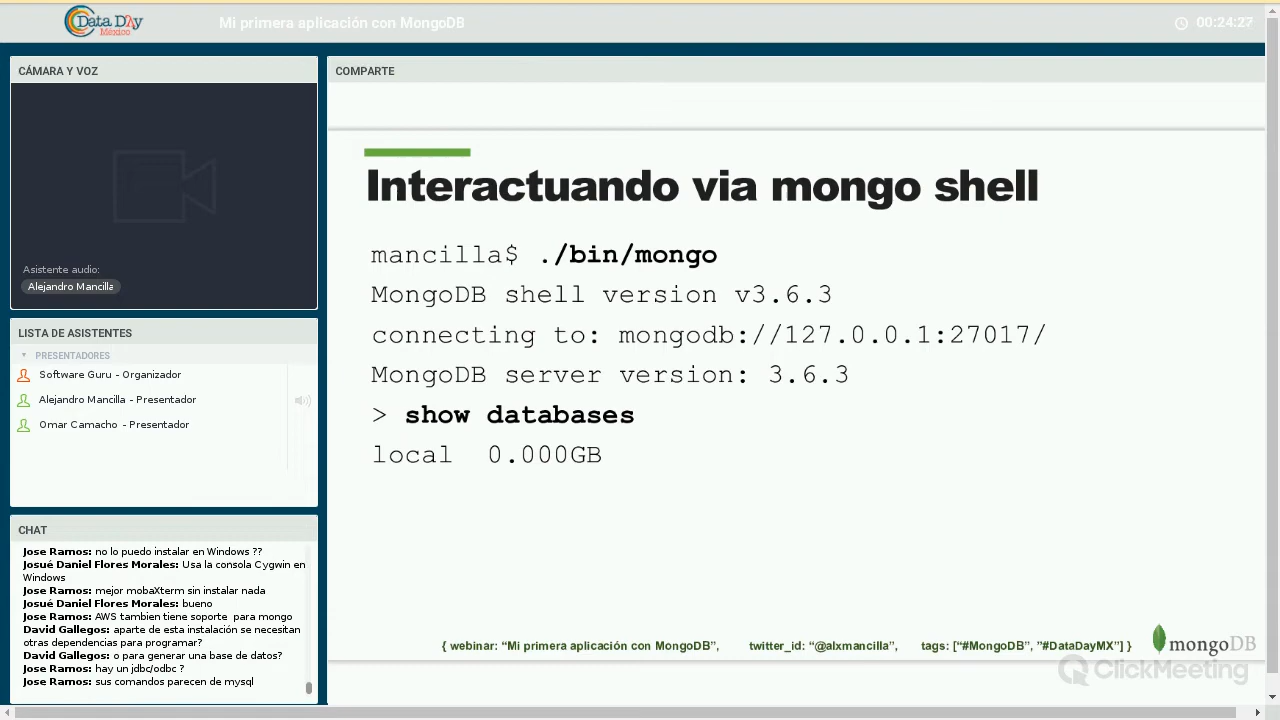 Data Day
México
Mi primera aplicación con MongoDB
00:24:27
CÁMARA Y VOZ
Asistente audio:
Alejandro Mancilla
LISTA DE ASISTENTES
PRESENTADORES
Software Guru - Organizador
Alejandro Mancilla - Presentador
Omar Camacho - Presentador
CHAT
Jose Ramos: no lo puedo instalar en Windows ??
Josué Daniel Flores Morales: Usa la consola Cygwin en
Windows
Jose Ramos: mejor mobaXterm sin instalar nada
Josué Daniel Flores Morales: bueno
Jose Ramos: AWS tambien tiene soporte para mongo
David Gallegos: aparte de esta instalación se necesitan
otras dependencias para programar?
David Gallegos: o para generar una base de datos?
Jose Ramos: hay un jdbc/odbc ?
Jose Ramos: sus comandos parecen de mysql
COMPARTE
Interactuando via mongo shell
mancilla$ ./bin/mongo
MongoDB shell version v3.6.3
connecting to: mongodb://127.0.0.1:27017/
MongoDB server version: 3.6.3
> show databases
local 0.000GB
{ webinar: “Mi primera aplicación con MongoDB”, twitter_id: “@alxmancilla”, tags: [“#MongoDB”, ”#DataDayMX”] }
mongoDB
ClickMeeting